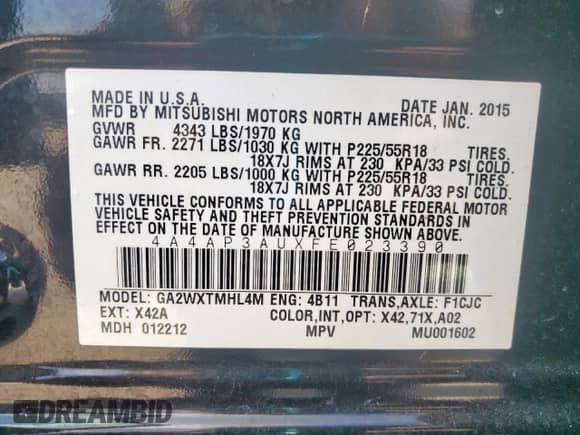 MADE IN U.S.A. DATE JAN. 2015
MFD BY MITSUBISHI MOTORS NORTH AMERICA, INC.
GVWR 4343 LBS/1970 KG
GAWR FR. 2271 LBS/1030 KG WITH P225/55R18 TIRES.
18X7J RIMS AT 230 KPA/33 PSI COLD.
GAWR RR. 2205 LBS/1000 KG WITH P225/55R18 TIRES.
18X7J RIMS AT 230 KPA/33 PSI COLD.
THIS VEHICLE CONFORMS TO ALL APPLICABLE FEDERAL MOTOR
VEHICLE SAFETY AND THEFT PREVENTION STANDARDS IN
EFFECT ON THE DATE OF MANUFACTURE SHOWN ABOVE.
4A4AP3AUXFE023390
MODEL: GA2WXTMHL4M ENG: 4B11 TRANS,AXLE: F1CJC
EXT: X42A COLOR,INT,OPT: X42,71X,A02
MDH 012212 MPV MU001602
DREAMBID